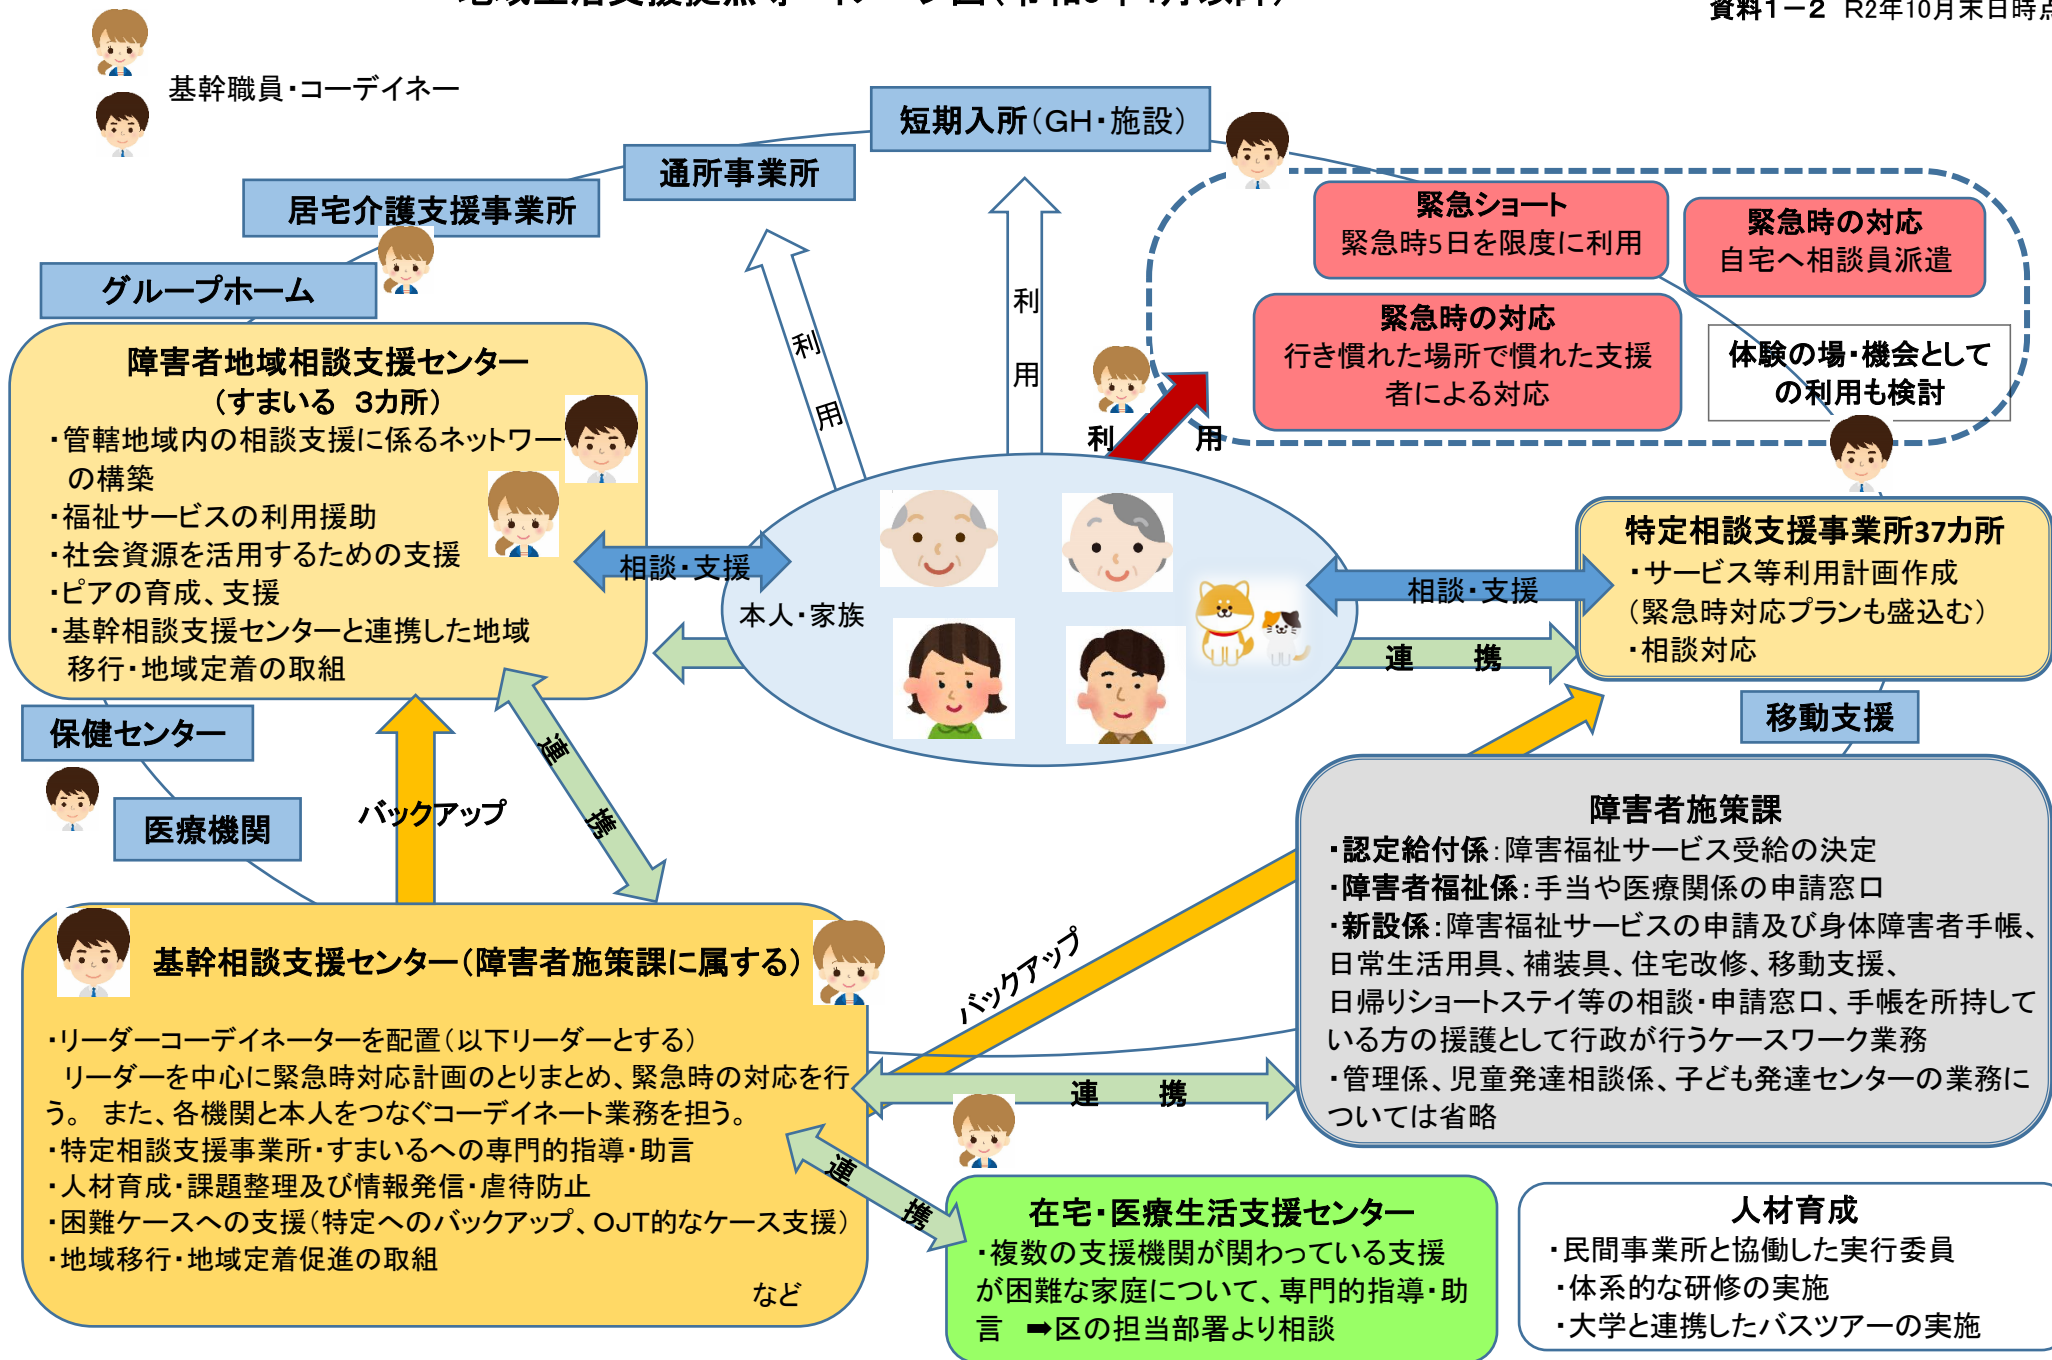 資料1－2 R2年10月末日時点
基幹職員・コーデイネー
短期入所(GH・施設)
通所事業所
居宅介護支援事業所
グループホーム
緊急ショート
緊急時5日を限度に利用
緊急時の対応
自宅へ相談員派遣
緊急時の対応
行き慣れた場所で慣れた支援
者による対応
体験の場・機会として
の利用も検討
利用
利用
利用
障害者地域相談支援センター
(すまいる 3カ所)
・管轄地域内の相談支援に係るネットワー
の構築
・福祉サービスの利用援助
・社会資源を活用するための支援
・ピアの育成、支援
・基幹相談支援センターと連携した地域
移行・地域定着の取組
相談・支援
本人・家族
相談・支援
連携
特定相談支援事業所37カ所
・サービス等利用計画作成
(緊急時対応プランも盛込む)
・相談対応
保健センター
医療機関
バックアップ
連携
移動支援
障害者施策課
・認定給付係:障害福祉サービス受給の決定
・障害者福祉係:手当や医療関係の申請窓口
・新設係:障害福祉サービスの申請及び身体障害者手帳、
日常生活用具、補装具、住宅改修、移動支援、
日帰りショートステイ等の相談・申請窓口、手帳を所持して
いる方の援護として行政が行うケースワーク業務
・管理係、児童発達相談係、子ども発達センターの業務に
ついては省略
バックアップ
連携
基幹相談支援センター(障害者施策課に属する)
・リーダーコーデイネーターを配置(以下リーダーとする)
リーダーを中心に緊急時対応計画のとりまとめ、緊急時の対応を行
う。 また、各機関と本人をつなぐコーデイネート業務を担う。
・特定相談支援事業所・すまいるへの専門的指導・助言
・人材育成・課題整理及び情報発信・虐待防止
・困難ケースへの支援(特定へのバックアップ、OJT的なケース支援)
・地域移行・地域定着促進の取組
など
連携
在宅・医療生活支援センター
・複数の支援機関が関わっている支援
が困難な家庭について、専門的指導・助
言 ➡区の担当部署より相談
人材育成
・民間事業所と協働した実行委員
・体系的な研修の実施
・大学と連携したバスツアーの実施